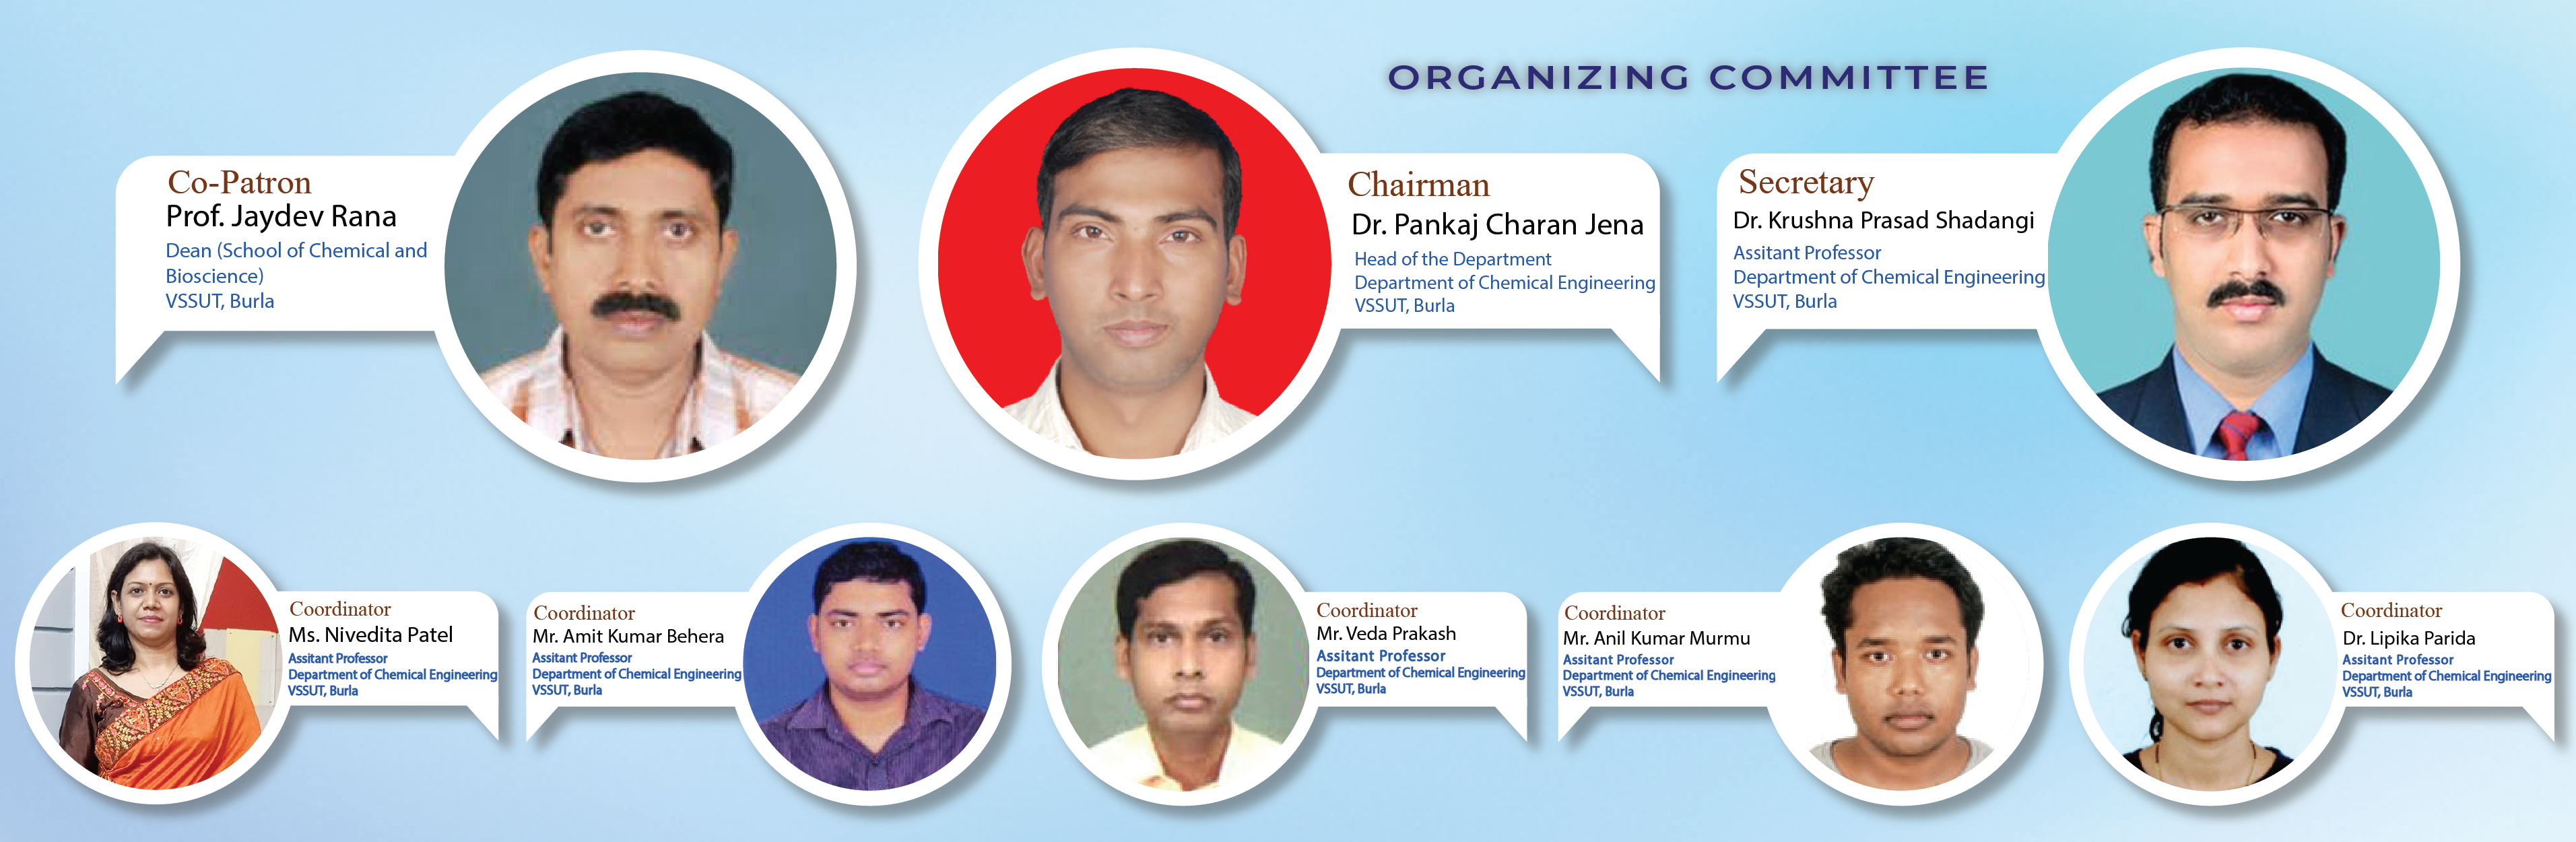 ORGANIZING COMMITTEE
Co-Patron
Prof. Jaydev Rana
Dean (School of Chemical and
Bioscience)
VSSUT, Burla
Chairman
Dr. Pankaj Charan Jena
Head of the Department
Department of Chemical Engineering
VSSUT, Burla
Secretary
Dr. Krushna Prasad Shadangi
Assitant Professor
Department of Chemical Engineering
VSSUT, Burla
Coordinator
Ms. Nivedita Patel
Assitant Professor
Department of Chemical Engineering
VSSUT, Burla
Coordinator
Mr. Amit Kumar Behera
Assitant Professor
Department of Chemical Engineering
VSSUT, Burla
Coordinator
Mr. Veda Prakash
Assitant Professor
Department of Chemical Engineering
VSSUT, Burla
Coordinator
Mr. Anil Kumar Murmu
Assitant Professor
Department of Chemical Engineering
VSSUT, Burla
Coordinator
Dr. Lipika Parida
Assitant Professor
Department of Chemical Engineering
VSSUT, Burla